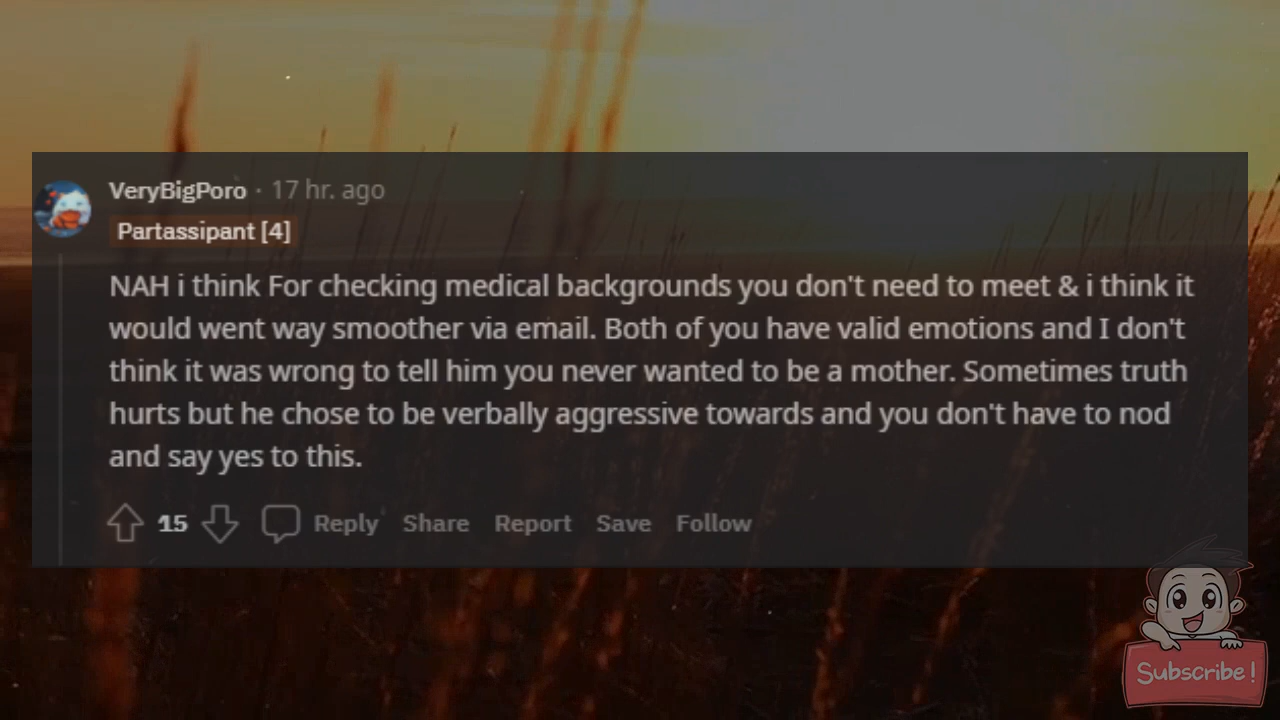 VeryBigPoro · 17 hr. ago
Partassipant [4]
NAH i think For checking medical backgrounds you don't need to meet & i think it
would went way smoother via email. Both of you have valid emotions and I don't
think it was wrong to tell him you never wanted to be a mother. Sometimes truth
hurts but he chose to be verbally aggressive towards and you don't have to nod
and say yes to this.
15 Reply Share Report Save Follow
Subscribe!